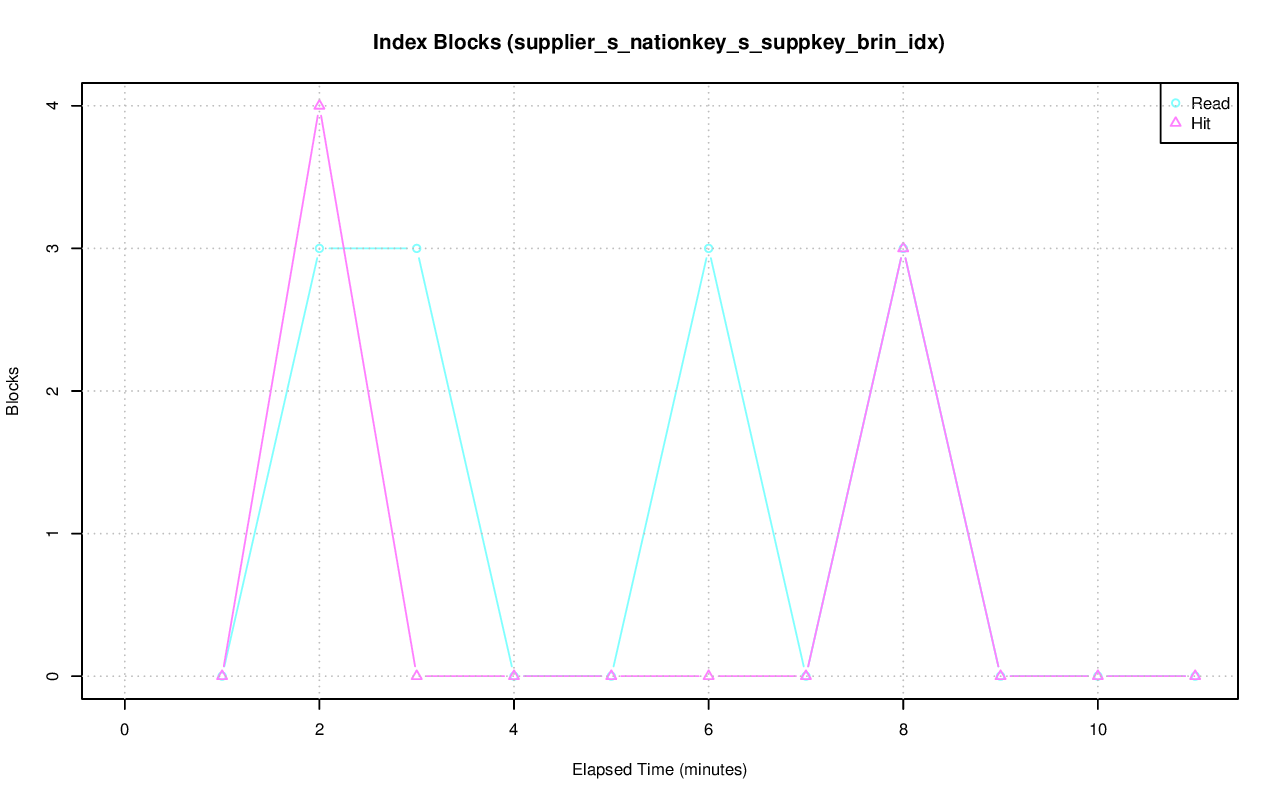 Index Blocks (supplier_s_nationkey_s_suppkey_brin_idx)
Read
Hit
4
3
2
1
0
Blocks
0 2 4 6 8 10
Elapsed Time (minutes)